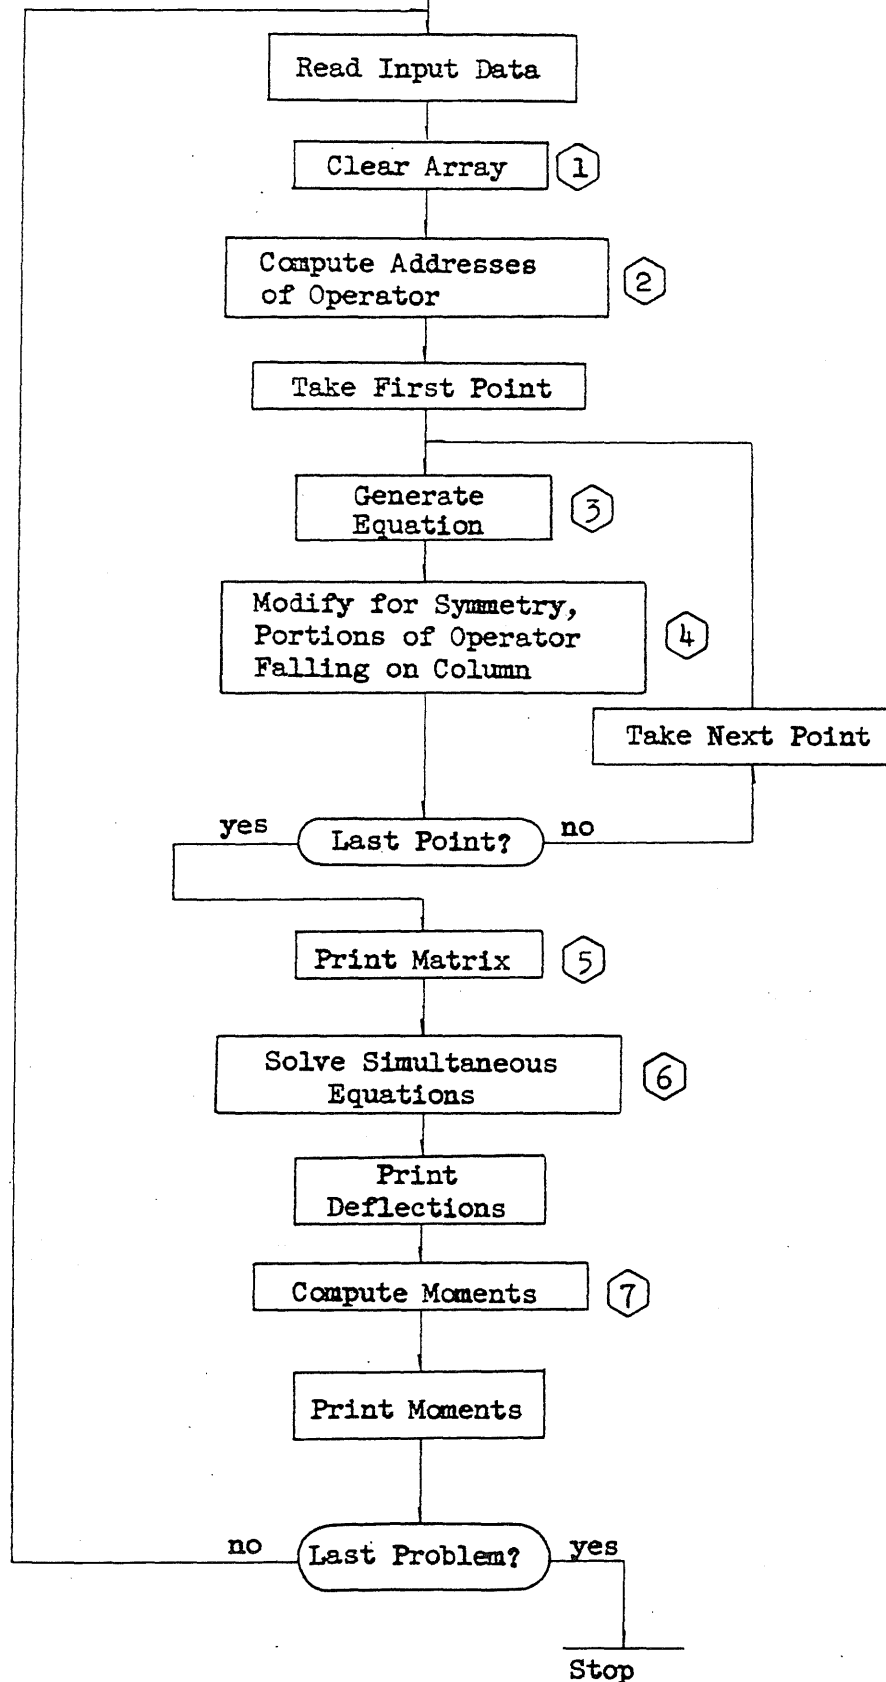 Read Input Data
Clear Array
1
Compute Addresses
of Operator
2
Take First Point
Generate
Equation
3
Modify for Symmetry,
Portions of Operator
Falling on Column
4
Take Next Point
yes
Last Point?
no
Print Matrix
5
Solve Simultaneous
Equations
6
Print
Deflections
Compute Moments
7
Print Moments
no
Last Problem?
yes
Stop